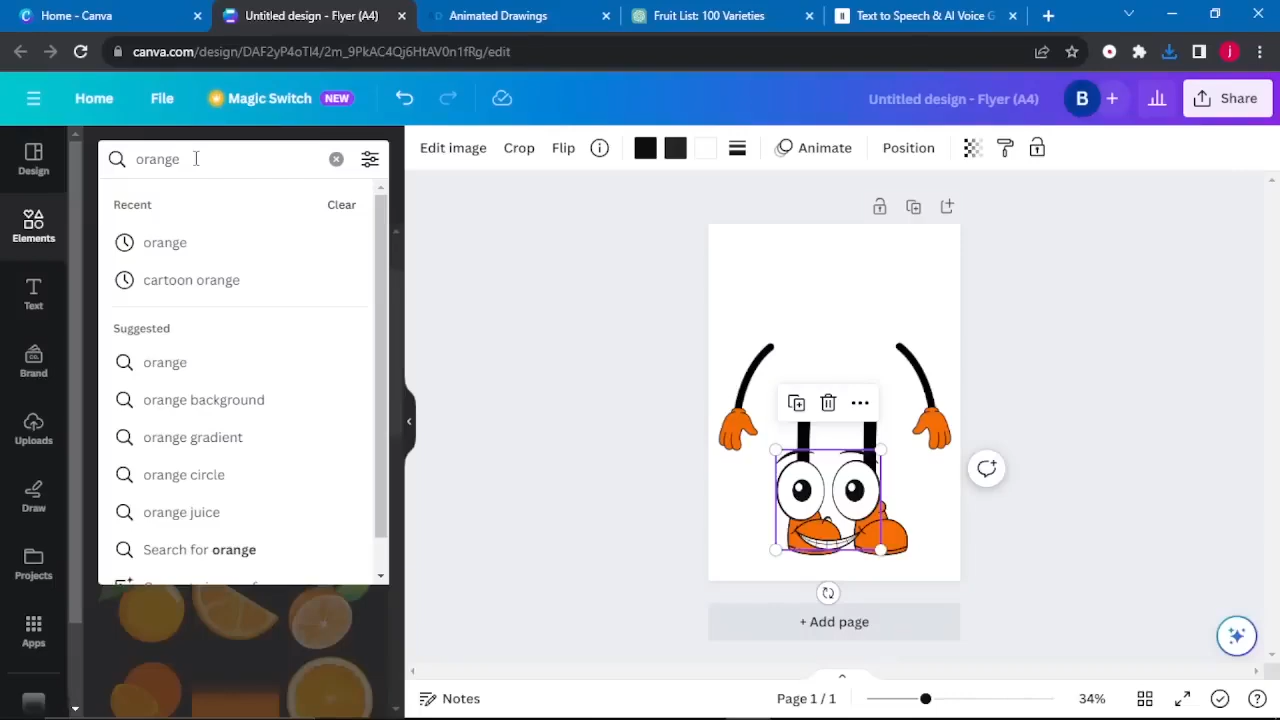 Home - Canva
Untitled design - Flyer (A4)
Animated Drawings
Fruit List: 100 Varieties
Text to Speech & AI Voice G
canva.com/design/DAF2yP4oTl4/2m_9PkAC4Qj6HtAV0n1fRg/edit
j
Home
File
Magic Switch
NEW
Untitled design - Flyer (A4)
B
Share
Design
Elements
Text
Brand
Uploads
Draw
Projects
Apps
orange
Recent
Clear
orange
cartoon orange
Suggested
orange
orange background
orange gradient
orange circle
orange juice
Search for orange
Edit image
Crop
Flip
Animate
Position
+ Add page
Notes
Page 1 / 1
34%